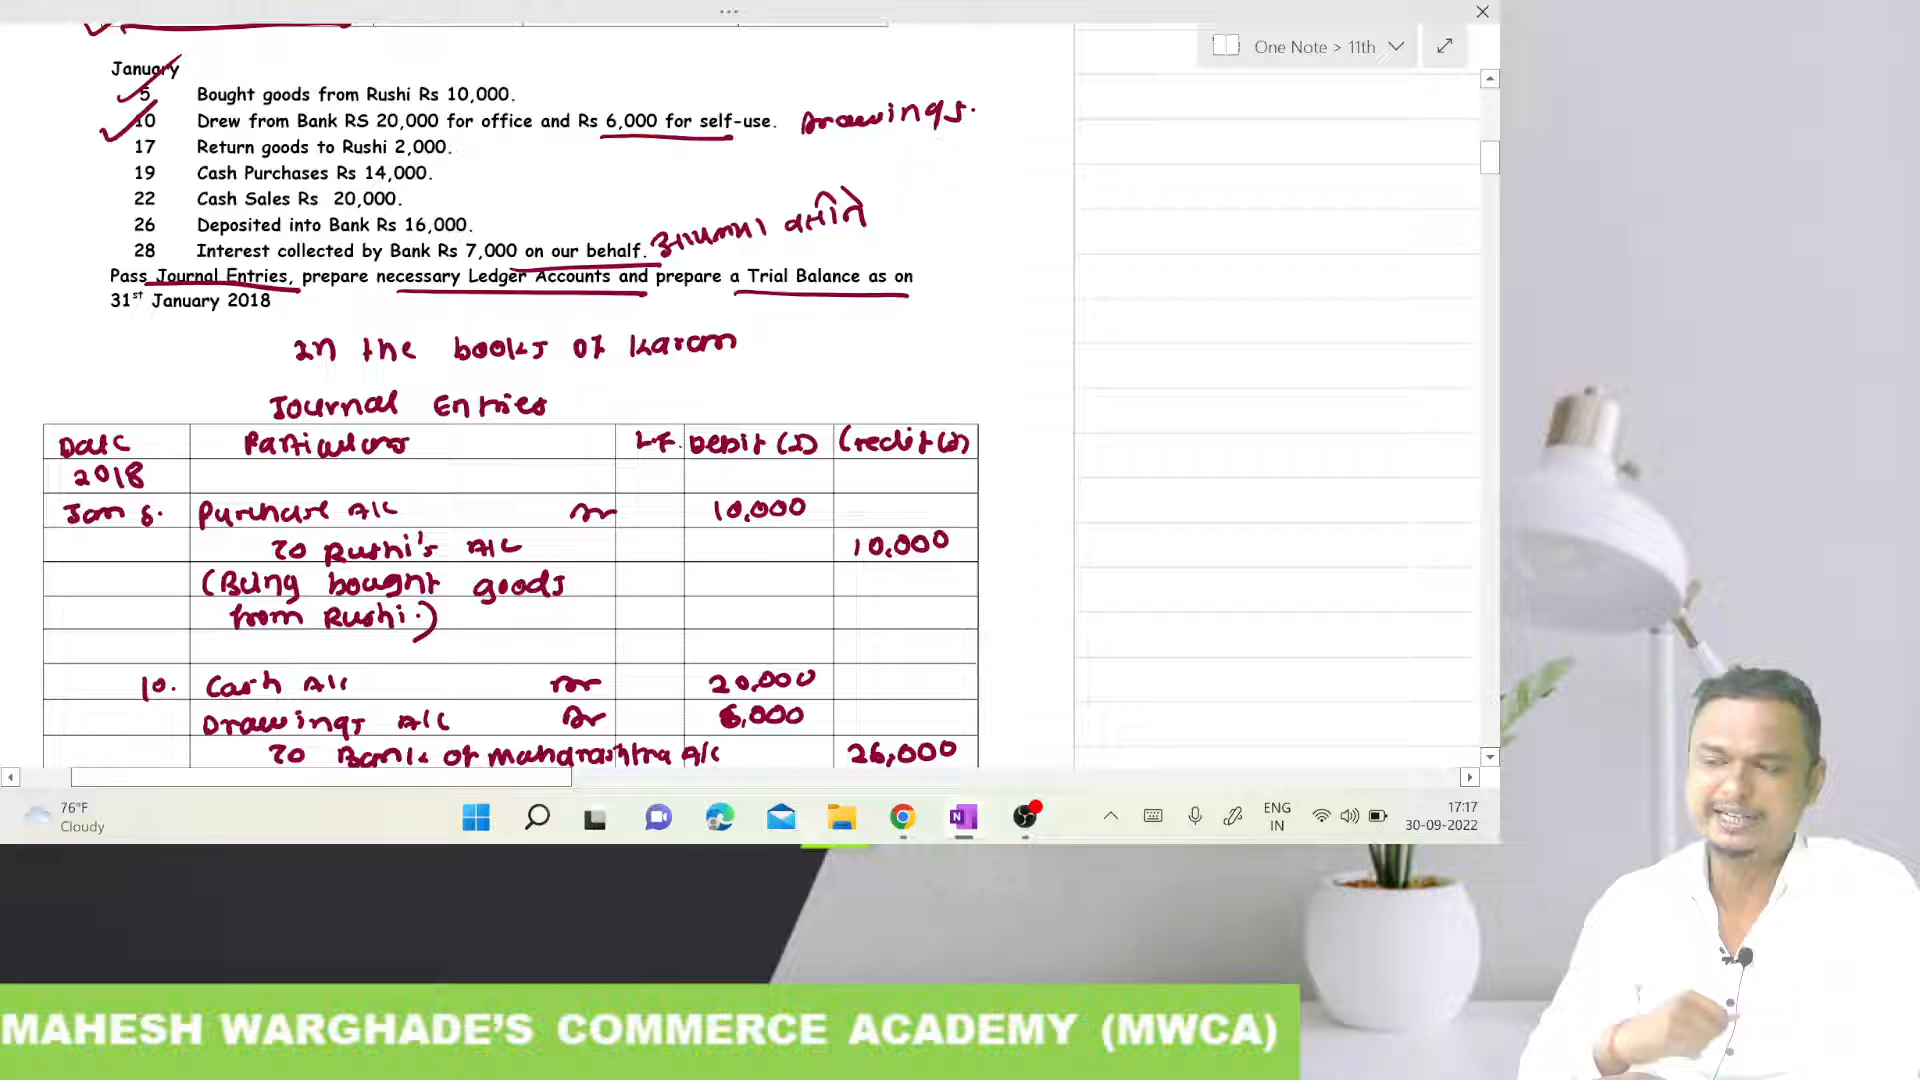 One Note > 11th
January
5 Bought goods from Rushi Rs 10,000.
10 Drew from Bank RS 20,000 for office and Rs 6,000 for self-use. Drawings.
17 Return goods to Rushi 2,000.
19 Cash Purchases Rs 14,000.
22 Cash Sales Rs 20,000.
26 Deposited into Bank Rs 16,000.
28 Interest collected by Bank Rs 7,000 on our behalf. आपल्या वतीने
Pass Journal Entries, prepare necessary Ledger Accounts and prepare a Trial Balance as on
31st January 2018
In the books of Karan
Journal Entries
Date Particulars L.F. Debit (₹) Credit (₹)
2018
Jan 5. Purchase A/c Dr 10,000
To Rushi's A/c 10,000
(Being bought goods
from Rushi.)
10. Cash A/c Dr 20,000
Drawings A/c Dr 6,000
To Bank of Maharashtra A/c 26,000
76°F
Cloudy
ENG
IN
17:17
30-09-2022
MAHESH WARGHADE'S COMMERCE ACADEMY (MWCA)